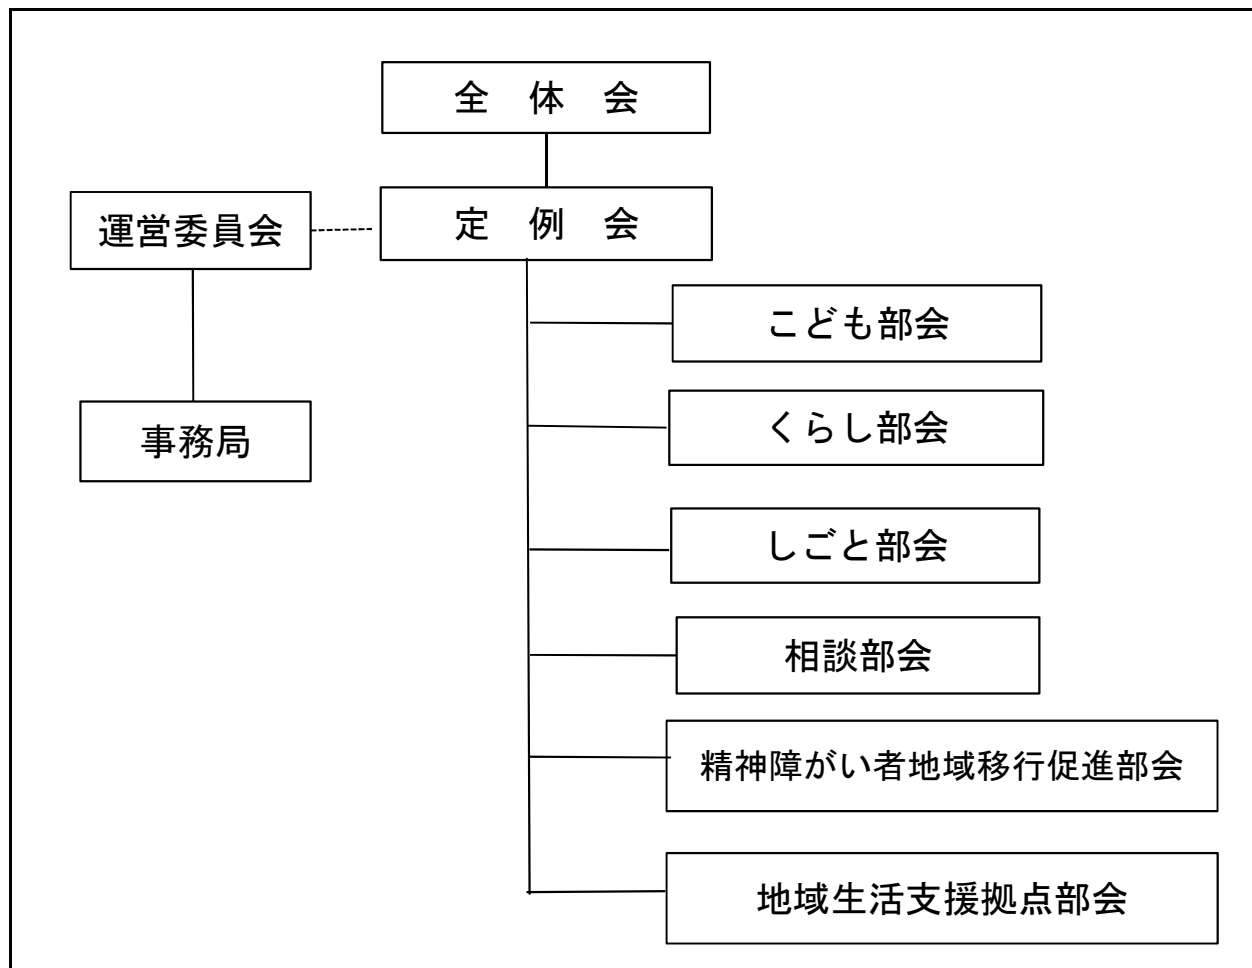 全　体　会
定　例　会
運営委員会
事務局
こども部会
くらし部会
しごと部会
相談部会
精神障がい者地域移行促進部会
地域生活支援拠点部会